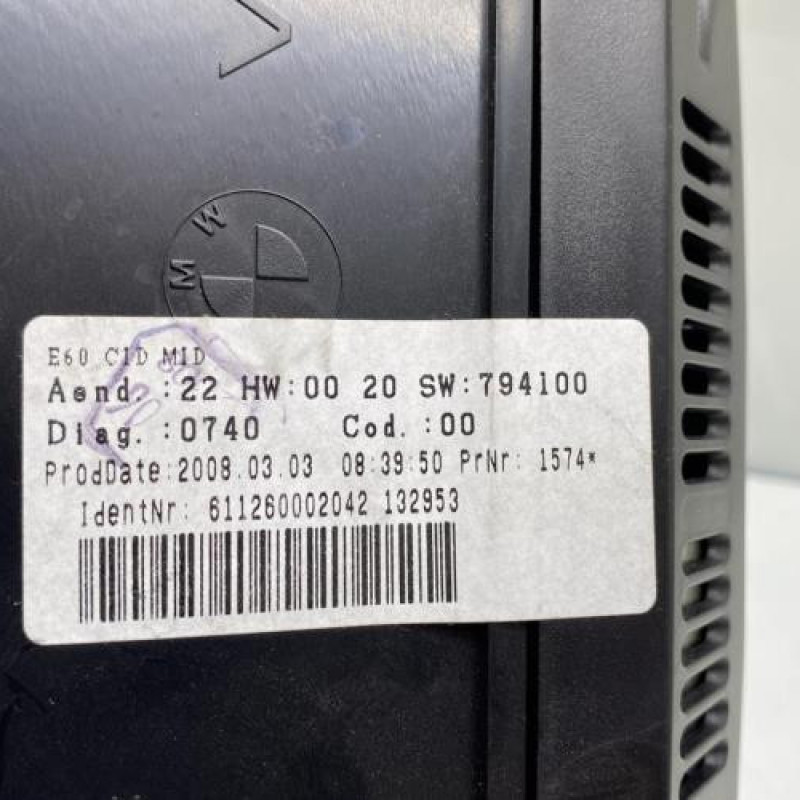 BMW
E60 CID MID
Aend.:22 HW:00 20 SW:794100
Diag.:0740 Cod.:00
ProdDate:2008.03.03 08:39:50 PrNr: 1574*
IdentNr: 611260002042 132953